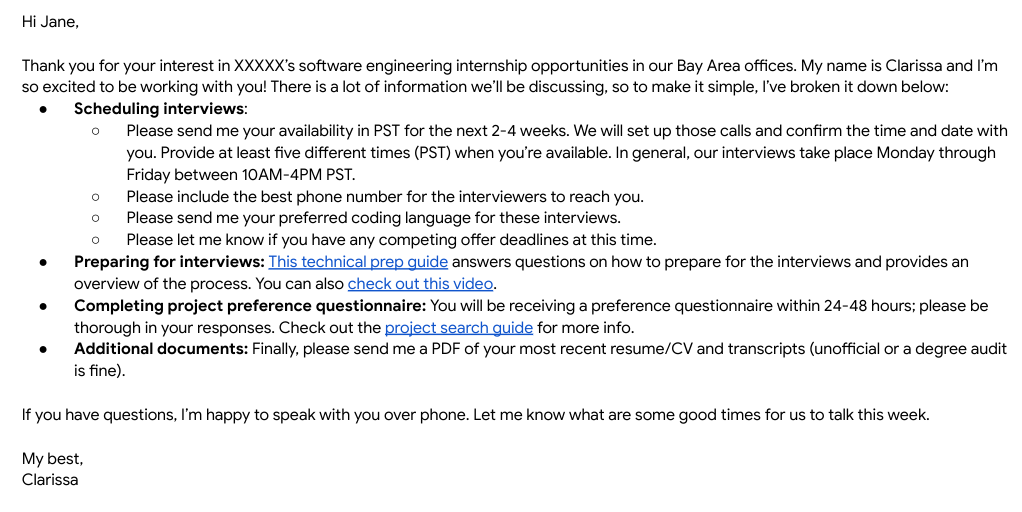 Hi Jane,
Thank you for your interest in XXXXX's software engineering internship opportunities in our Bay Area offices. My name is Clarissa and I'm
so excited to be working with you! There is a lot of information we'll be discussing, so to make it simple, I've broken it down below:
● Scheduling interviews:
○ Please send me your availability in PST for the next 2-4 weeks. We will set up those calls and confirm the time and date with
you. Provide at least five different times (PST) when you're available. In general, our interviews take place Monday through
Friday between 10AM-4PM PST.
○ Please include the best phone number for the interviewers to reach you.
○ Please send me your preferred coding language for these interviews.
○ Please let me know if you have any competing offer deadlines at this time.
● Preparing for interviews: This technical prep guide answers questions on how to prepare for the interviews and provides an
overview of the process. You can also check out this video.
● Completing project preference questionnaire: You will be receiving a preference questionnaire within 24-48 hours; please be
thorough in your responses. Check out the project search guide for more info.
● Additional documents: Finally, please send me a PDF of your most recent resume/CV and transcripts (unofficial or a degree audit
is fine).
If you have questions, I'm happy to speak with you over phone. Let me know what are some good times for us to talk this week.
My best,
Clarissa